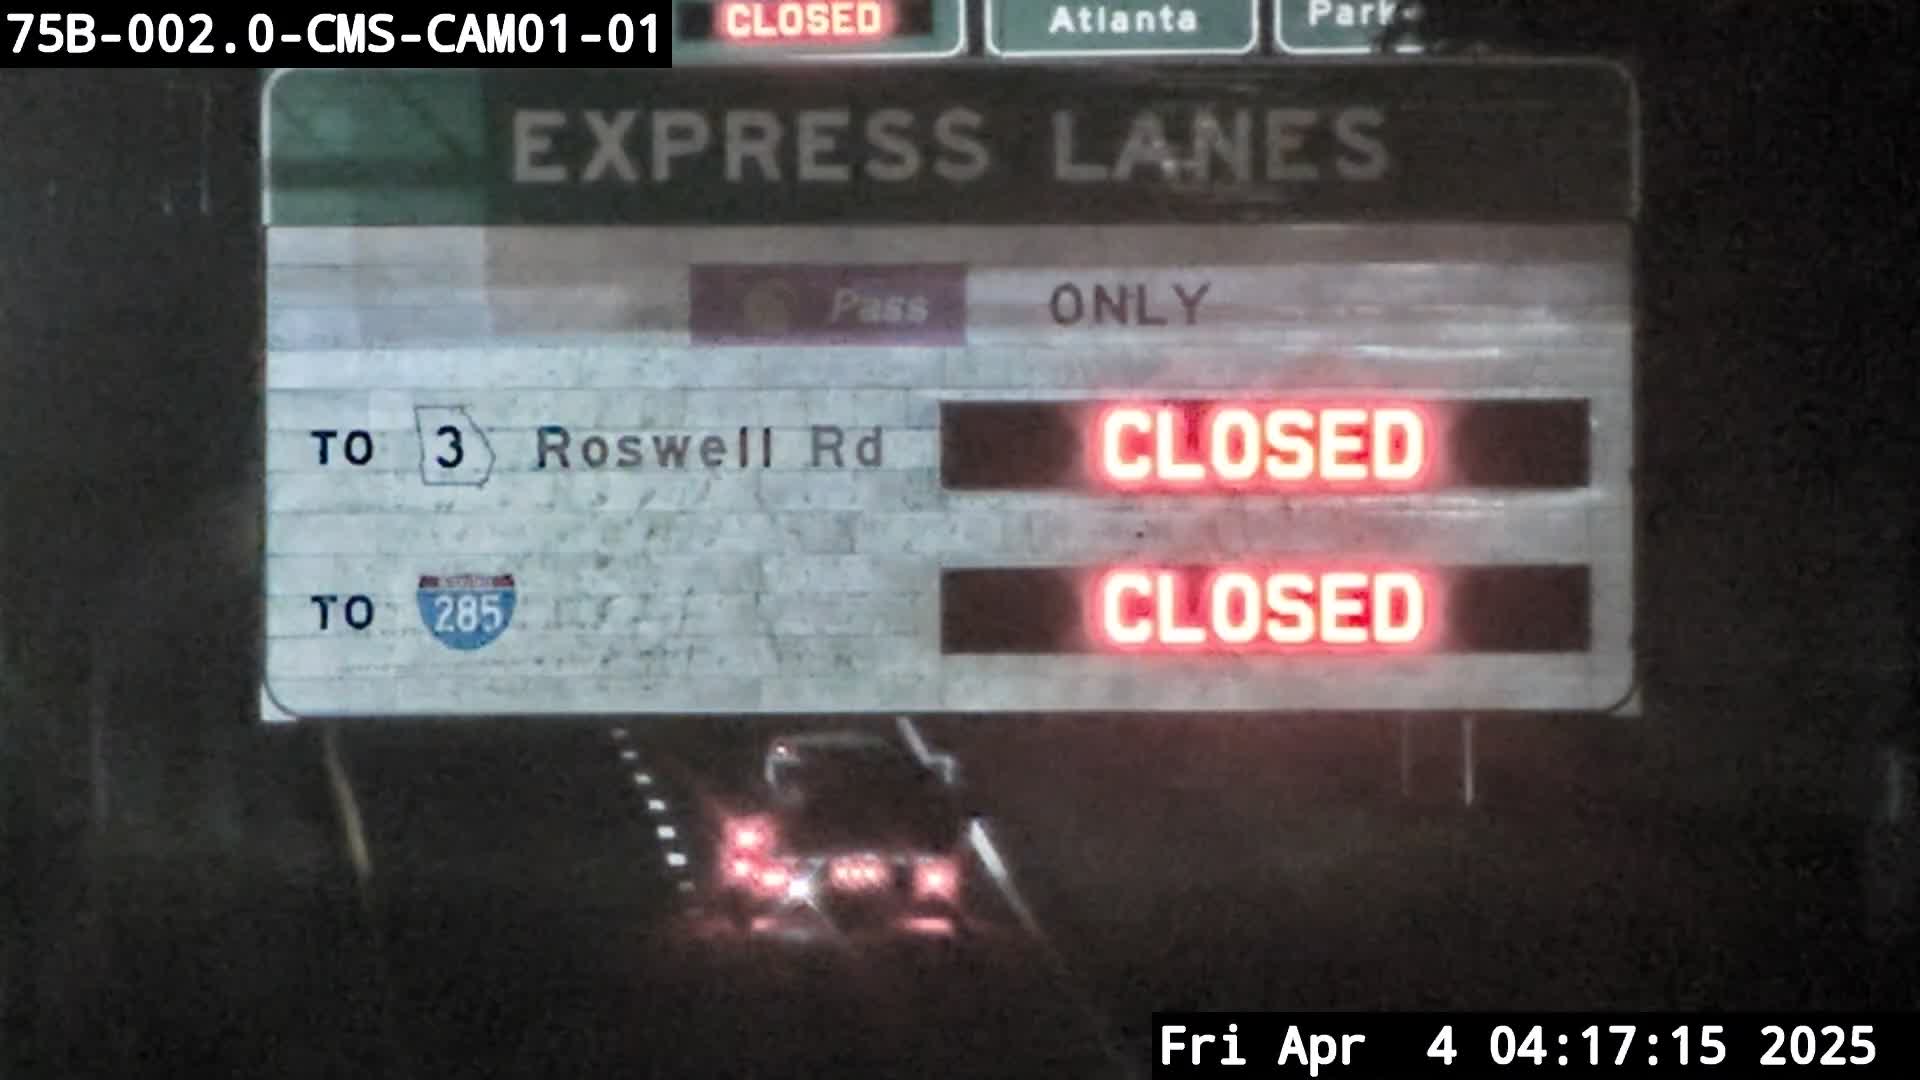 75B-002.0-CMS-CAM01-01
CLOSED
Atlanta
Park
EXPRESS LANES
Pass ONLY
TO 3 Roswell Rd CLOSED
TO 285 CLOSED
Fri Apr 4 04:17:15 2025